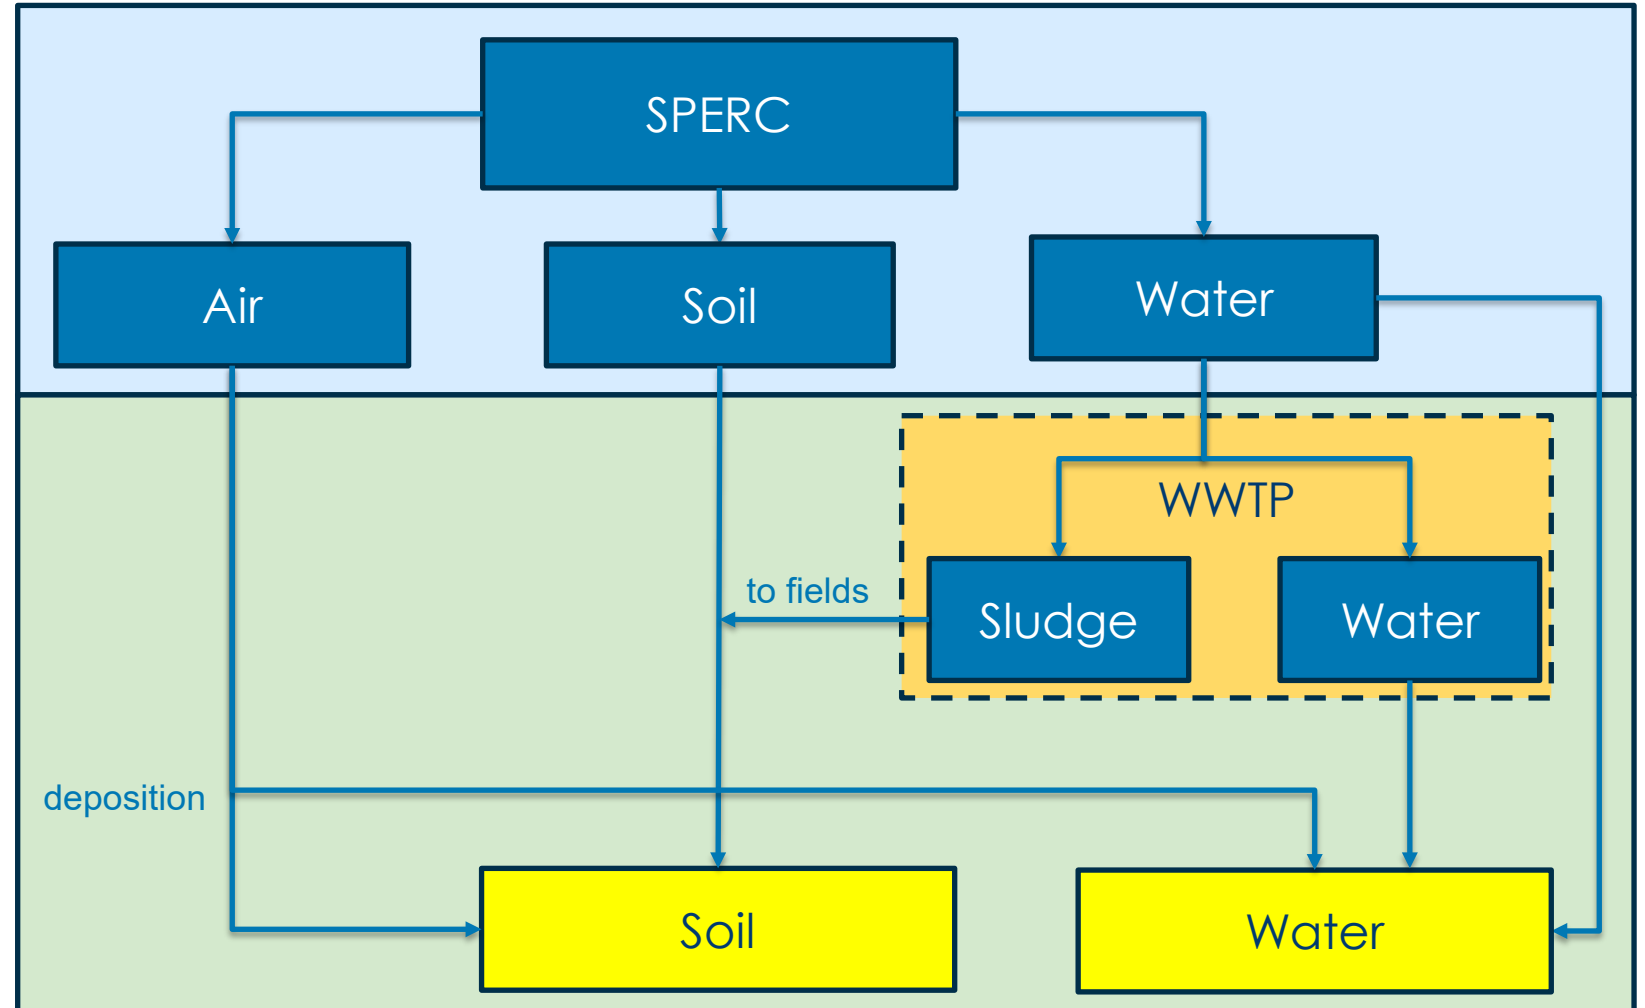 SPERC
Air
Soil
Water
WWTP
to fields
Sludge
Water
deposition
Soil
Water